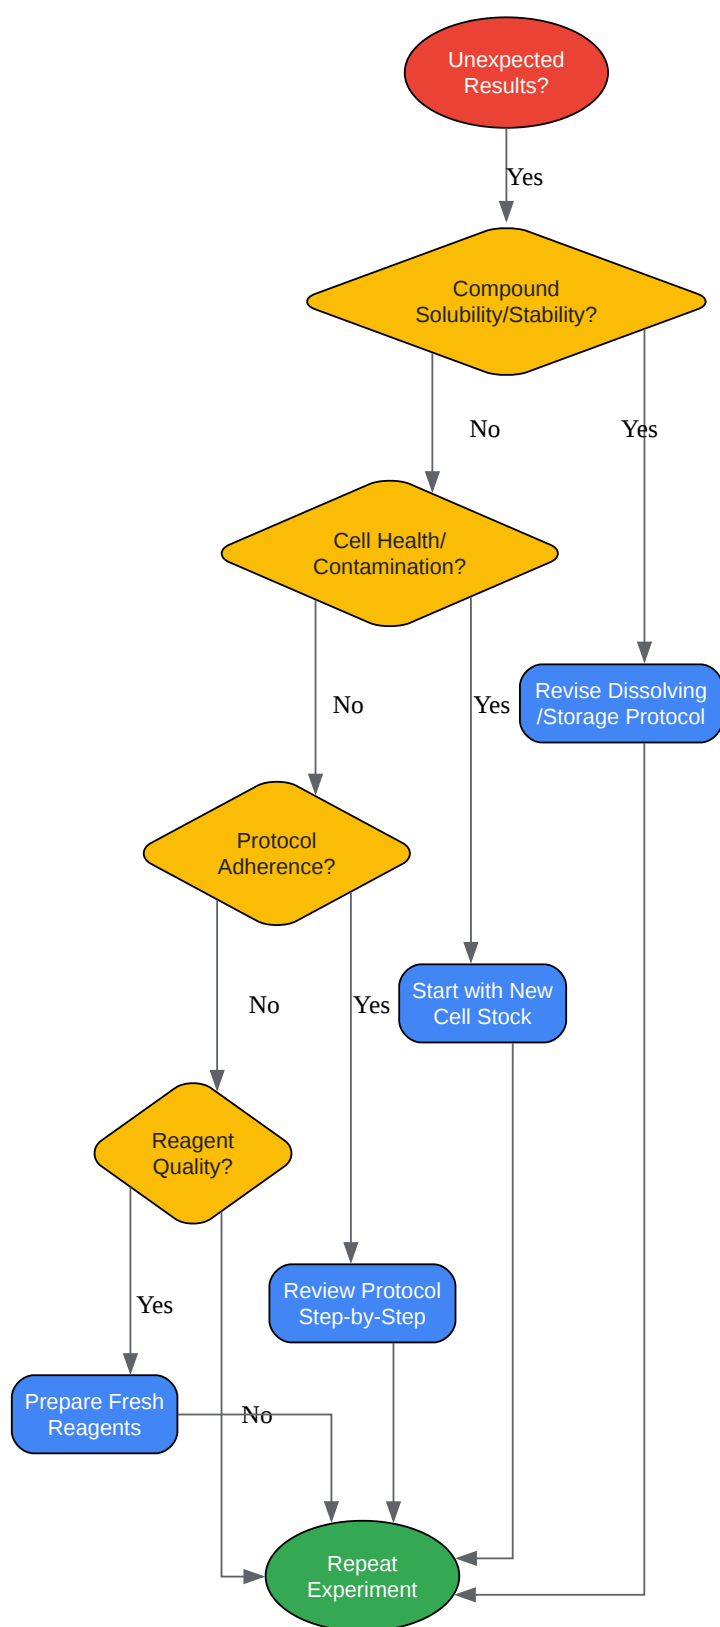 Unexpected
Results?
Yes
Compound
Solubility/Stability?
No
Yes
Cell Health/
Contamination?
No
Yes
Revise Dissolving
/Storage Protocol
Protocol
Adherence?
No
Yes
Start with New
Cell Stock
Reagent
Quality?
Yes
Review Protocol
Step-by-Step
Prepare Fresh
Reagents
No
Repeat
Experiment